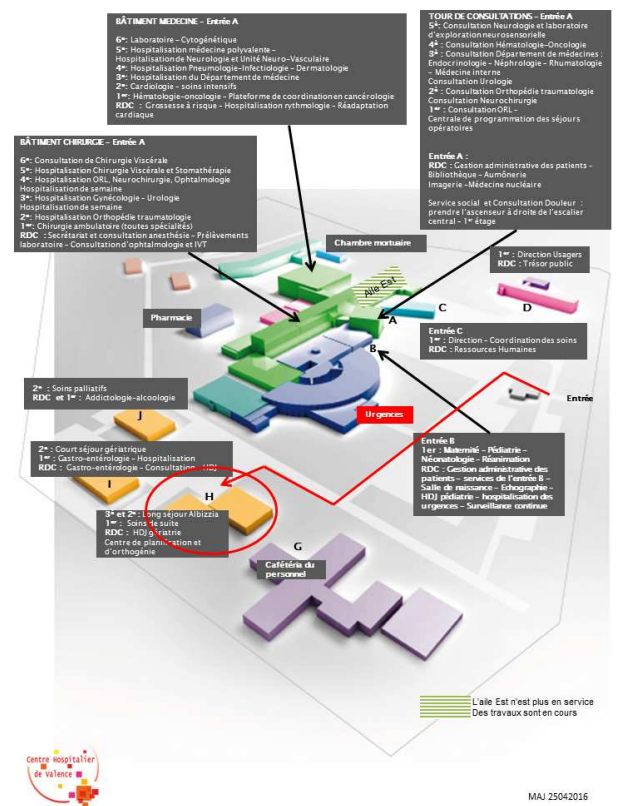 BÂTIMENT MEDECINE – Entrée A
6e: Laboratoire – Cytogénétique
5e: Hospitalisation médecine polyvalente –
Hospitalisation de Neurologie et Unité Neuro-Vasculaire
4e: Hospitalisation Pneumologie-Infectiologie – Dermatologie
3e: Hospitalisation du Département de médecine
2e: Cardiologie – soins intensifs
1er: Hématologie-oncologie – Plateforme de coordination en cancérologie
RDC : Grossesse à risque – Hospitalisation rythmologie – Réadaptation
cardiaque
TOUR DE CONSULTATIONS – Entrée A
5è: Consultation Neurologie et laboratoire
d'exploration neurosensorielle
4è: Consultation Hématologie-Oncologie
3è: Consultation Département de médecines :
Endocrinologie – Néphrologie – Rhumatologie
– Médecine interne
Consultation Urologie
2è: Consultation Orthopédie traumatologie
Consultation Neurochirurgie
1er : Consultation ORL –
Centrale de programmation des séjours
opératoires
Entrée A :
RDC: Gestion administrative des patients –
Bibliothèque – Aumônerie
Imagerie –Médecine nucléaire
Service social et Consultation Douleur :
prendre l'ascenseur à droite de l'escalier
central – 1er étage
BÂTIMENT CHIRURGIE – Entrée A
6e: Consultation de Chirurgie Viscérale
5e: Hospitalisation Chirurgie Viscérale et Stomathérapie
4e: Hospitalisation ORL, Neurochirurgie, Ophtalmologie
Hospitalisation de semaine
3e: Hospitalisation Gynécologie – Urologie
Hospitalisation de semaine
2e: Hospitalisation Orthopédie traumatologie
1er: Chirurgie ambulatoire (toutes spécialités)
RDC : Secrétariat et consultation anesthésie – Prélèvements
laboratoire – Consultation d'ophtalmologie et IVT
Chambre mortuaire
1er : Direction Usagers
RDC: Trésor public
Aile Est
C
D
A
Pharmacie
B
Entrée C
1er : Direction – Coordination des soins
RDC: Ressources Humaines
2e : Soins palliatifs
RDC et 1er : Addictologie-alcoologie
J
Urgences
Entrée
2e : Court séjour gériatrique
1er : Gastro-entérologie – Hospitalisation
RDC : Gastro-entérologie – Consultation – HDJ
I
H
Entrée B
1er: Maternité – Pédiatrie –
Néonatologie – Réanimation
RDC : Gestion administrative des
patients – services de l'entrée B –
Salle de naissance – Echographie –
HDJ pédiatrie – hospitalisation des
urgences – Surveillance continue
3è et 2e : Long séjour Albizzia
1er : Soins de suite
RDC : HDJ gériatrie
Centre de planification et
d'orthogénie
G
Cafétéria du
personnel
L'aile Est n'est plus en service
Des travaux sont en cours
Centre Hospitalier
de Valence
MAJ 25042016